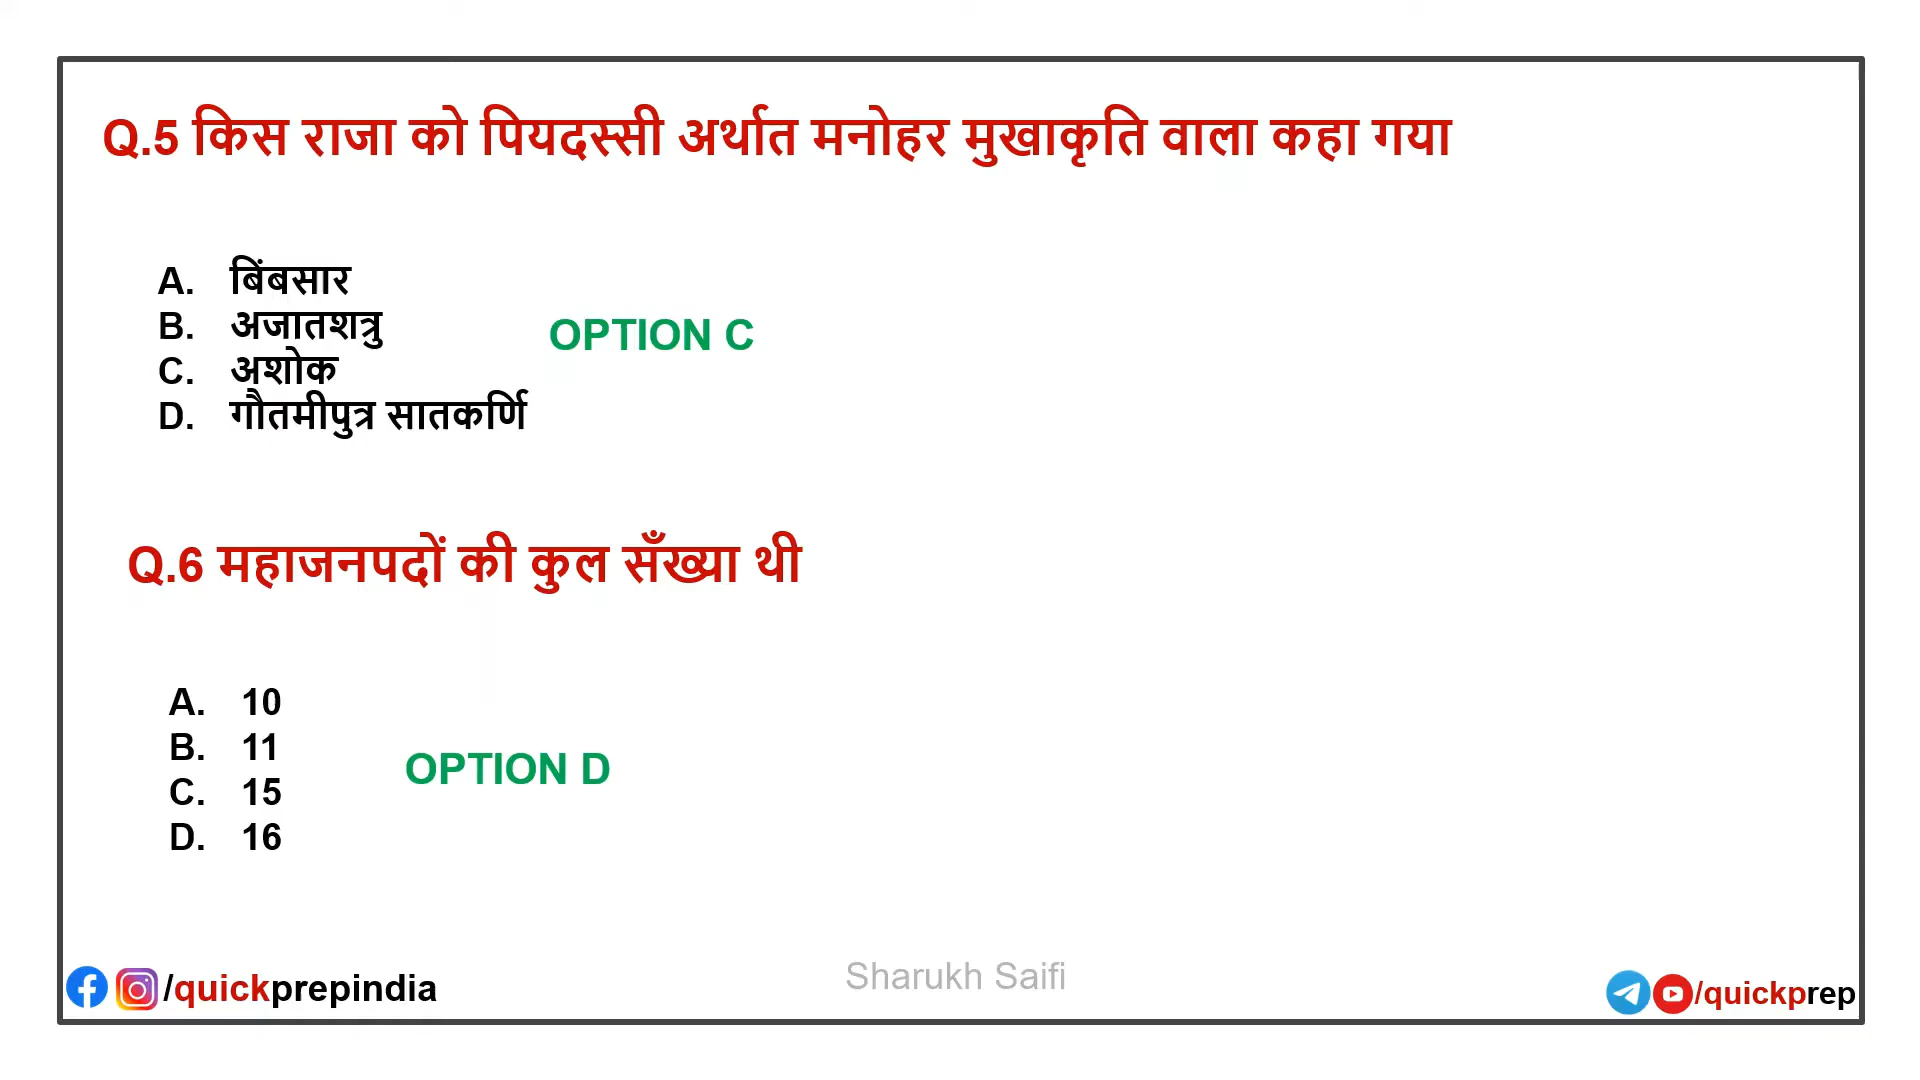 Q.5 किस राजा को पियदस्सी अर्थात मनोहर मुखाकृति वाला कहा गया
A. बिंबसार
B. अजातशत्रु
C. अशोक
D. गौतमीपुत्र सातकर्णि
OPTION C
Q.6 महाजनपदों की कुल सँख्या थी
A. 10
B. 11
C. 15
D. 16
OPTION D
/quickprepindia
Sharukh Saifi
/quickprep